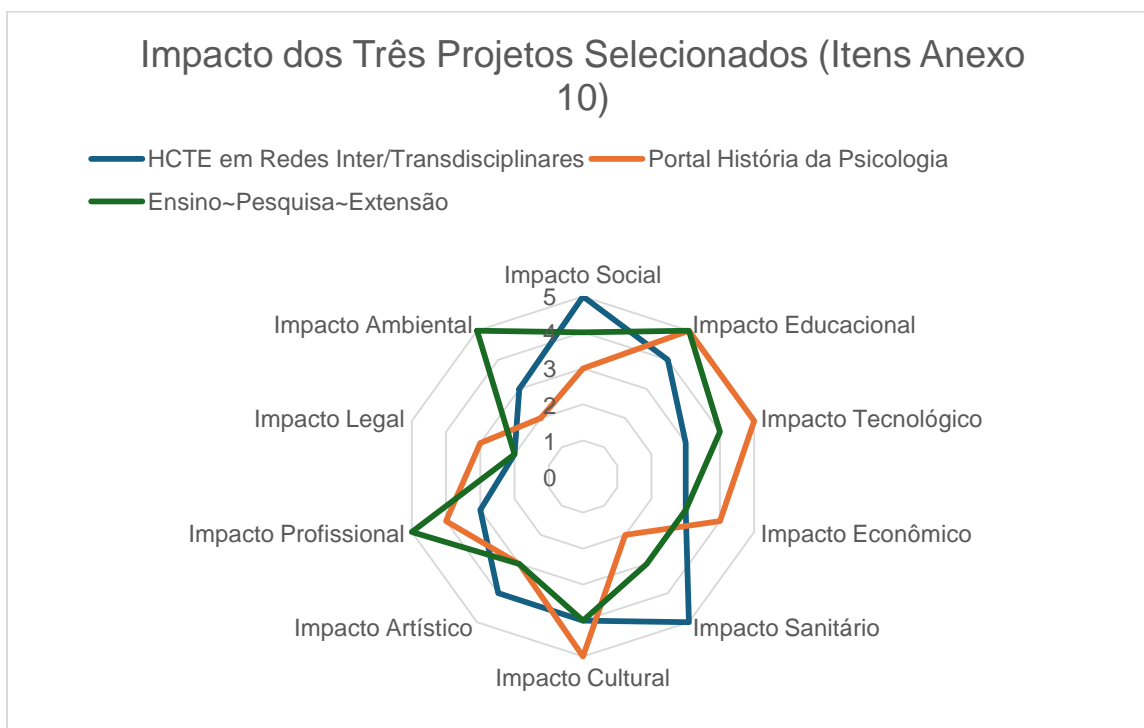 Impacto dos Três Projetos Selecionados (Itens Anexo
10)
HCTE em Redes Inter/Transdisciplinares
Portal História da Psicologia
Ensino~Pesquisa~Extensão
Impacto Social
5
Impacto Ambiental
Impacto Educacional
4
3
2
Impacto Legal
Impacto Tecnológico
1
0
Impacto Profissional
Impacto Econômico
Impacto Artístico
Impacto Sanitário
Impacto Cultural